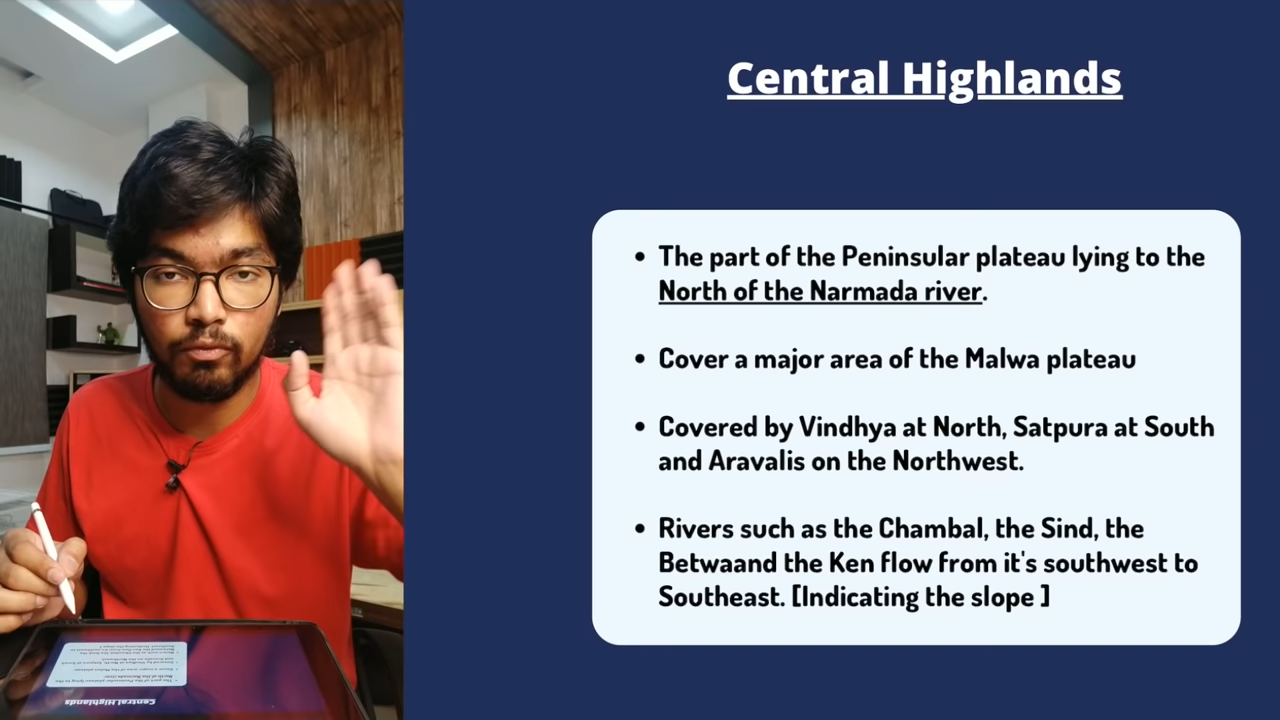 Central Highlands
The part of the Peninsular plateau lying to the
North of the Narmada river.
Cover a major area of the Malwa plateau
Covered by Vindhya at North, Satpura at South
and Aravalis on the Northwest.
Rivers such as the Chambal, the Sind, the
Betwaand the Ken flow from it's southwest to
Southeast. [Indicating the slope ]
Central Highlands